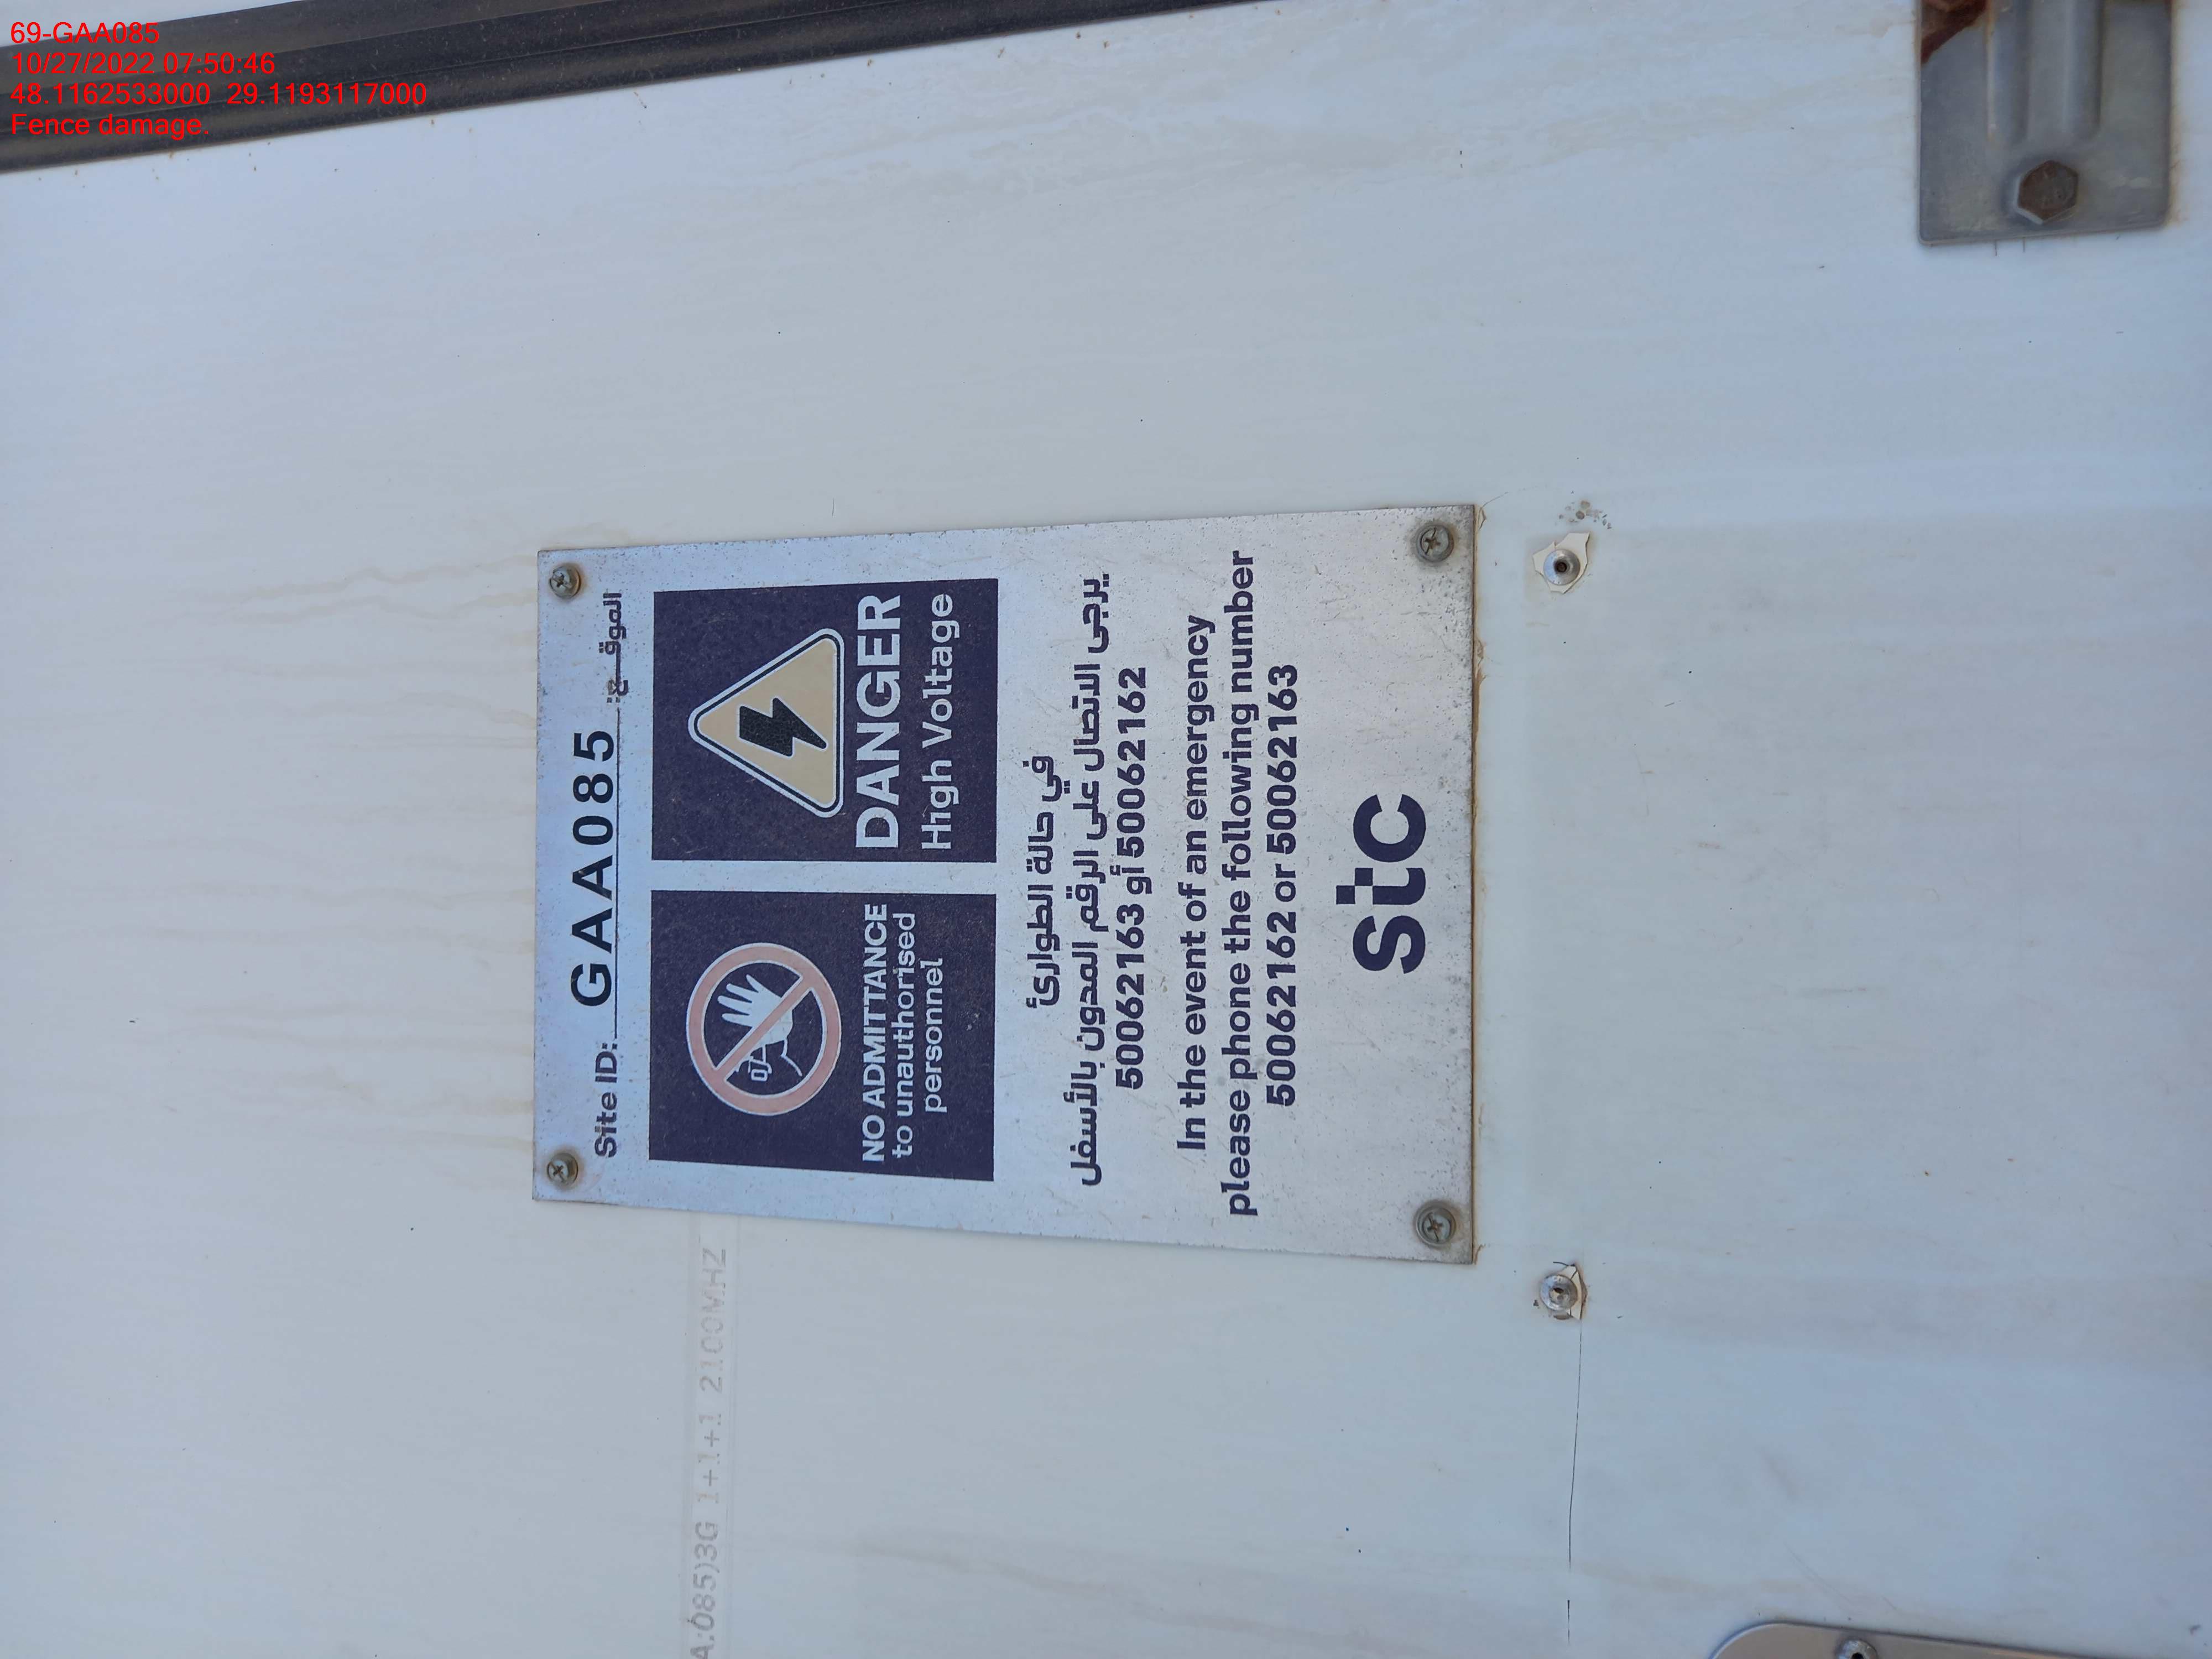 69-GAA085
10/27/2022 07:50:46
48.1162533000 29.1193117000
Fence damage.
Site ID: GAA085 الموقـــع:
NO ADMITTANCE
to unauthorised
personnel
DANGER
High Voltage
في حالة الطوارئ
يرجى الاتصال على الرقم المدون بالأسفل
50062162 أو 50062163
In the event of an emergency
please phone the following number
50062162 or 50062163
stc
A:085)3G 1+1+1 2100MHZ